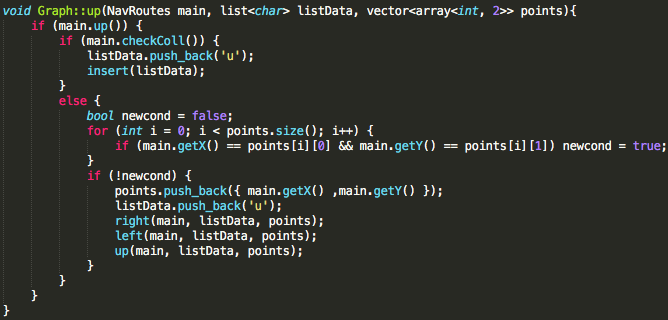 void Graph::up(NavRoutes main, list<char> listData, vector<array<int, 2>> points){
    if (main.up()) {
        if (main.checkColl()) {
            listData.push_back('u');
            insert(listData);
        }
        else {
            bool newcond = false;
            for (int i = 0; i < points.size(); i++) {
                if (main.getX() == points[i][0] && main.getY() == points[i][1]) newcond = true;
            }
            if (!newcond) {
                points.push_back({ main.getX() ,main.getY() });
                listData.push_back('u');
                right(main, listData, points);
                left(main, listData, points);
                up(main, listData, points);
            }
        }
    }
}